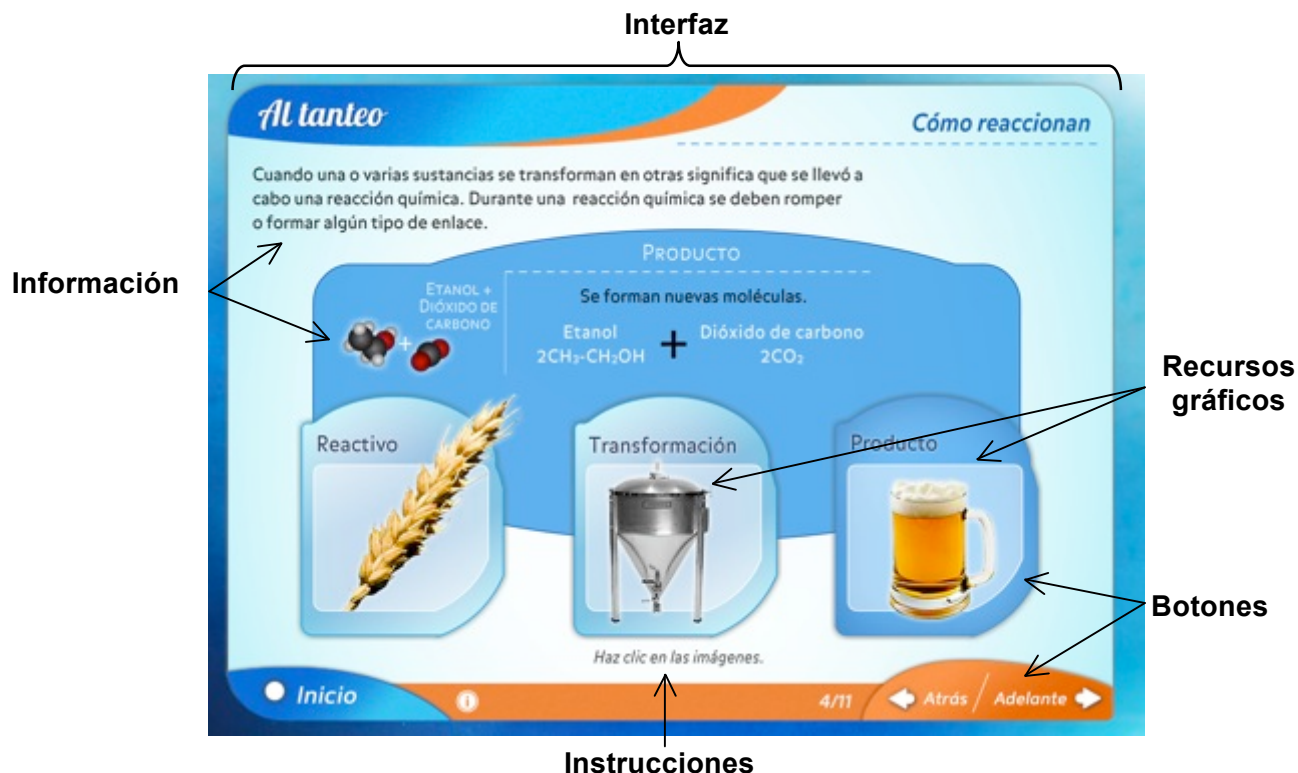 Interfaz
Al tanteo
Cómo reaccionan
Cuando una o varias sustancias se transforman en otras significa que se llevó a
cabo una reacción química. Durante una reacción química se deben romper
o formar algún tipo de enlace.
Información
PRODUCTO
ETANOL +
DIÓXIDO DE
CARBONO
+
Se forman nuevas moléculas.
Etanol + Dióxido de carbono
2CH₃-CH₂OH 2CO₂
Recursos
gráficos
Reactivo
Transformación
Producto
Botones
Haz clic en las imágenes.
Inicio
i
4/11
Atrás / Adelante
Instrucciones